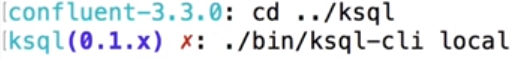 confluent-3.3.0: cd ../ksql
ksql(0.1.x) ✗: ./bin/ksql-cli local